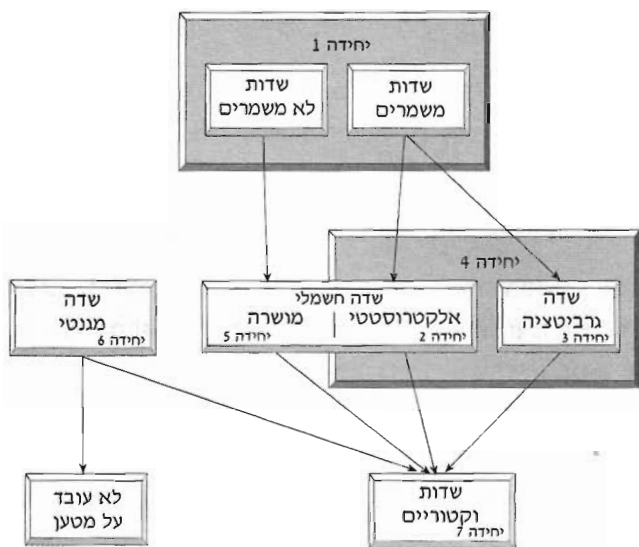 יחידה 1
שדות
משמרים
שדות
לא משמרים
יחידה 4
שדה
גרביטציה
יחידה 3
שדה חשמלי
אלקטרוסטטי | מושרה
יחידה 2
יחידה 5
שדה
מגנטי
יחידה 6
שדות
וקטוריים
יחידה 7
לא עובד
על מטען